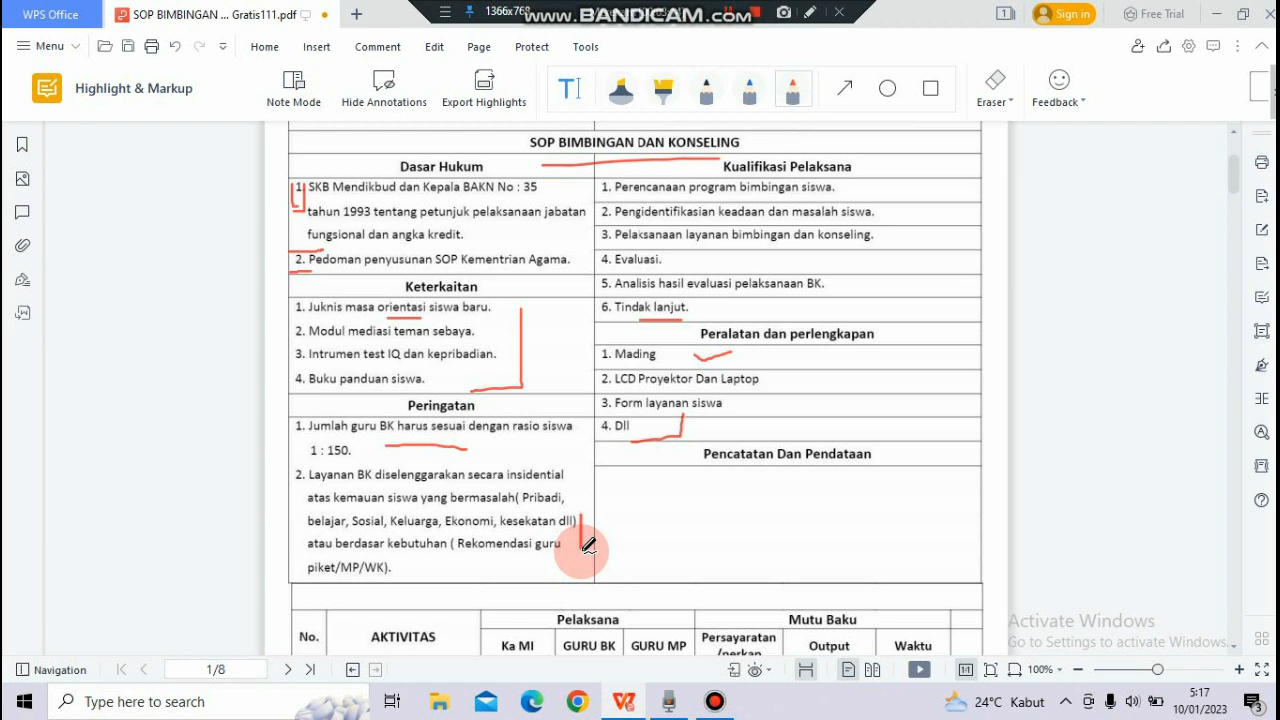 WPS Office
SOP BIMBINGAN ... Gratis111.pdf
1366x768
www.BANDICAM.com
1
Sign in
Free Trial
Menu
Home
Insert
Comment
Edit
Page
Protect
Tools
Highlight & Markup
Note Mode
Hide Annotations
Export Highlights
T
Eraser
Feedback
SOP BIMBINGAN DAN KONSELING
Dasar Hukum
1. SKB Mendikbud dan Kepala BAKN No : 35
tahun 1993 tentang petunjuk pelaksanaan jabatan
fungsional dan angka kredit.
2. Pedoman penyusunan SOP Kementrian Agama.
Keterkaitan
1. Juknis masa orientasi siswa baru.
2. Modul mediasi teman sebaya.
3. Intrumen test IQ dan kepribadian.
4. Buku panduan siswa.
Peringatan
1. Jumlah guru BK harus sesuai dengan rasio siswa
1 : 150.
2. Layanan BK diselenggarakan secara insidential
atas kemauan siswa yang bermasalah( Pribadi,
belajar, Sosial, Keluarga, Ekonomi, kesekatan dll)
atau berdasar kebutuhan ( Rekomendasi guru
piket/MP/WK).
Kualifikasi Pelaksana
1. Perencanaan program bimbingan siswa.
2. Pengidentifikasian keadaan dan masalah siswa.
3. Pelaksanaan layanan bimbingan dan konseling.
4. Evaluasi.
5. Analisis hasil evaluasi pelaksanaan BK.
6. Tindak lanjut.
Peralatan dan perlengkapan
1. Mading
2. LCD Proyektor Dan Laptop
3. Form layanan siswa
4. Dll
Pencatatan Dan Pendataan
No.
AKTIVITAS
Pelaksana
Mutu Baku
Ka MI
GURU BK
GURU MP
Persayaratan
/perkap
Output
Waktu
Activate Windows
Go to Settings to activate Windows.
Navigation
1/8
100%
Type here to search
24°C Kabut
5:17
10/01/2023
3